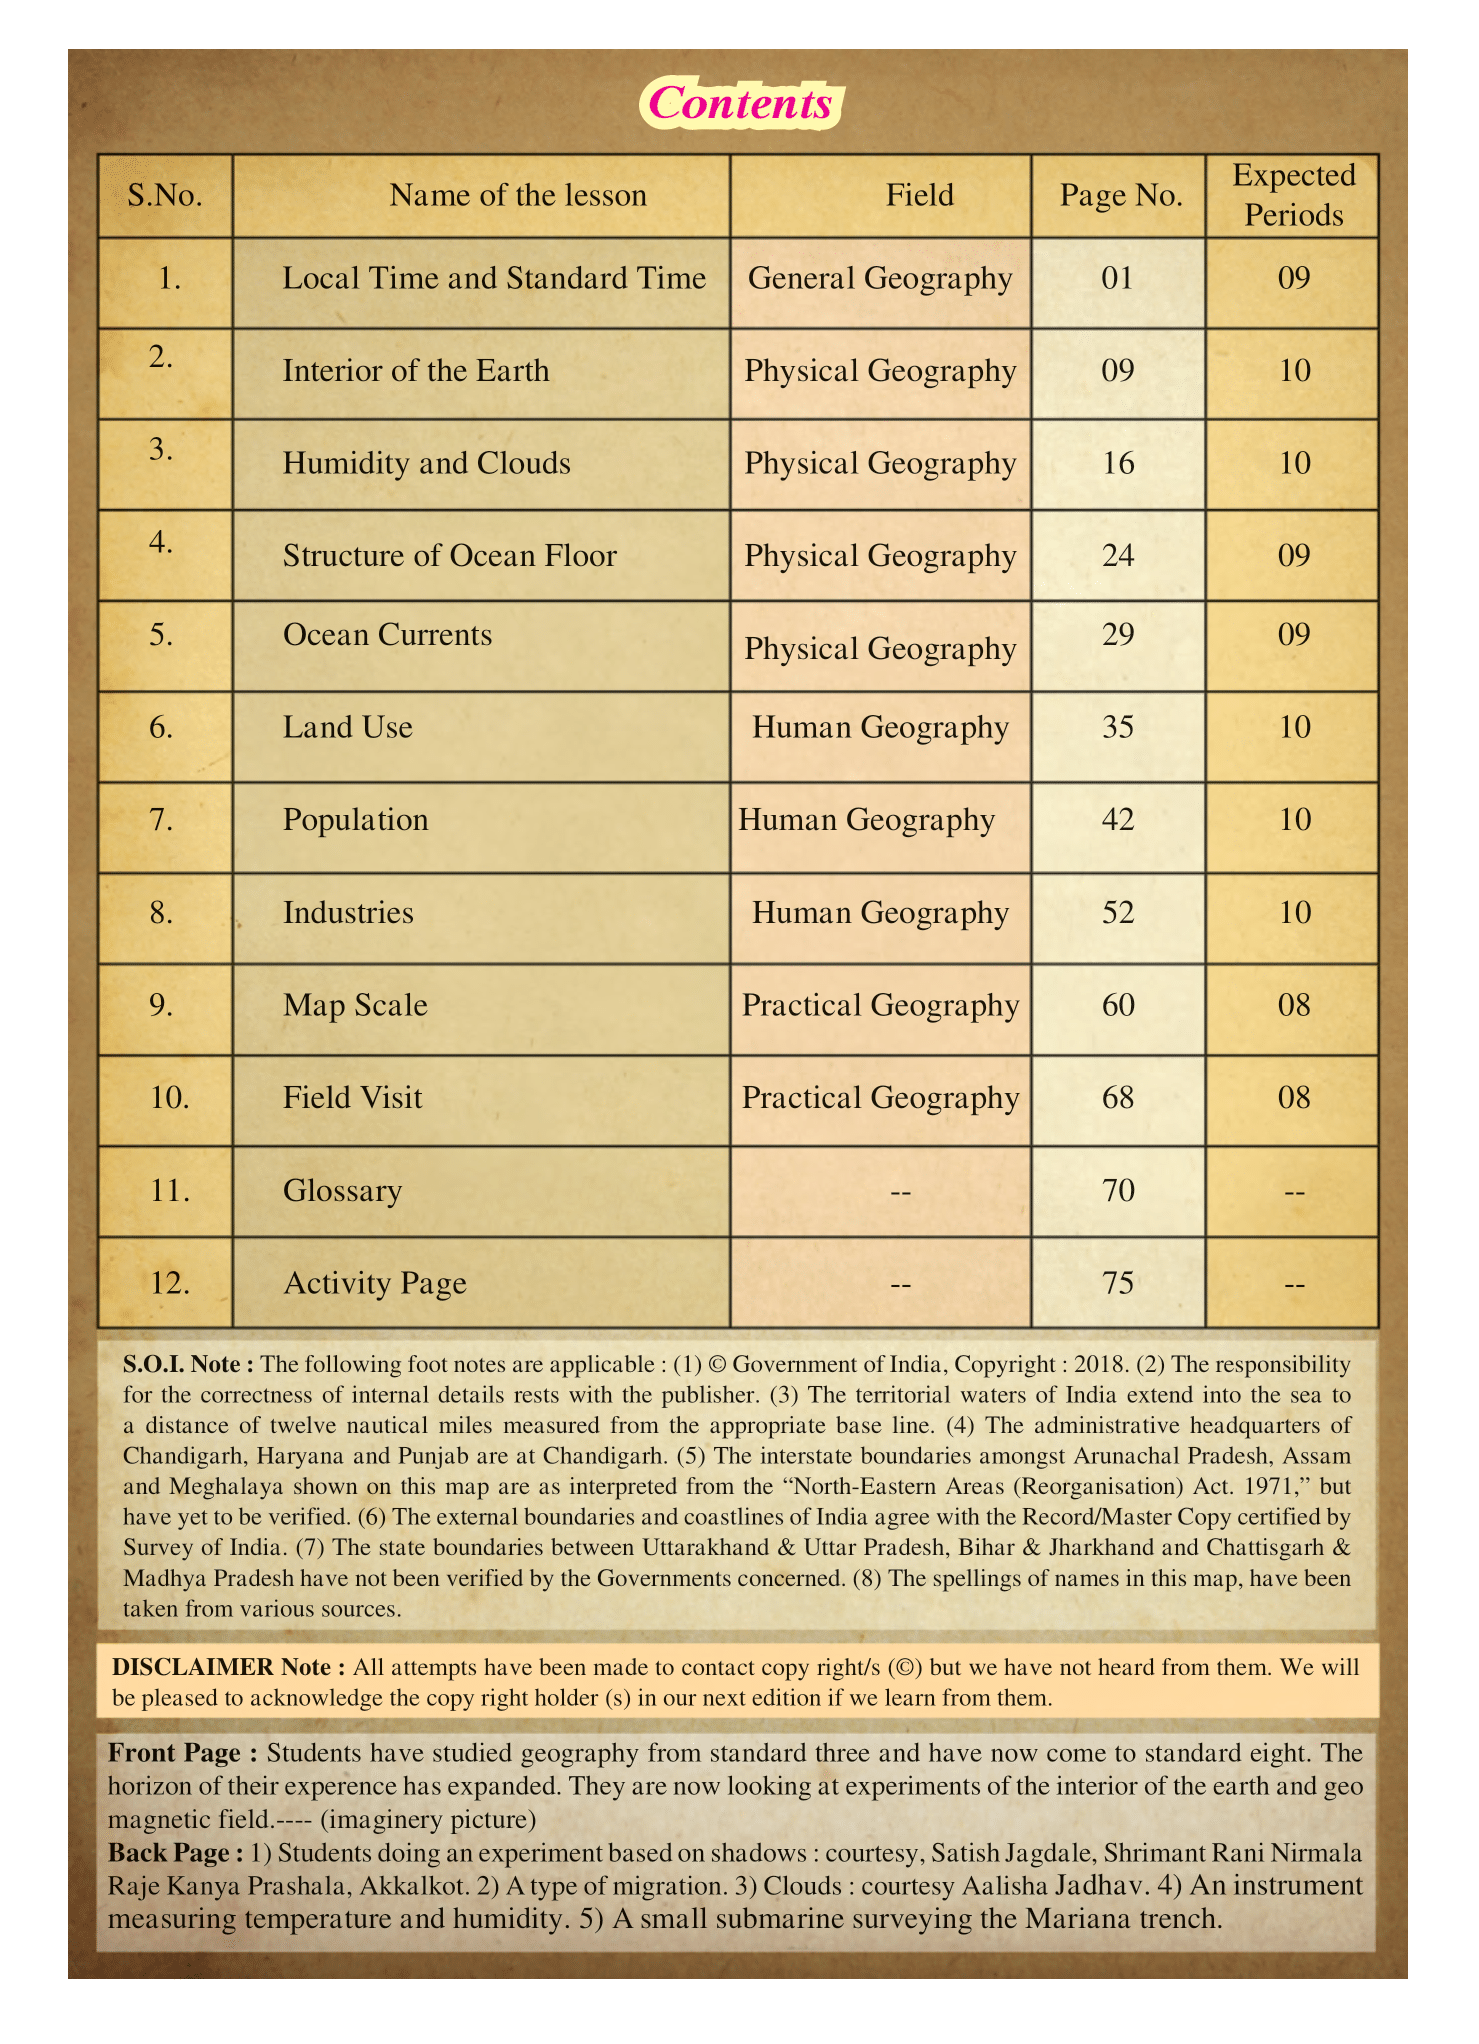 Contents
S.No. Name of the lesson Field Page No. Expected Periods
1. Local Time and Standard Time General Geography 01 09
2. Interior of the Earth Physical Geography 09 10
3. Humidity and Clouds Physical Geography 16 10
4. Structure of Ocean Floor Physical Geography 24 09
5. Ocean Currents Physical Geography 29 09
6. Land Use Human Geography 35 10
7. Population Human Geography 42 10
8. Industries Human Geography 52 10
9. Map Scale Practical Geography 60 08
10. Field Visit Practical Geography 68 08
11. Glossary -- 70 --
12. Activity Page -- 75 --
S.O.I. Note : The following foot notes are applicable : (1) © Government of India, Copyright : 2018. (2) The responsibility
for the correctness of internal details rests with the publisher. (3) The territorial waters of India extend into the sea to
a distance of twelve nautical miles measured from the appropriate base line. (4) The administrative headquarters of
Chandigarh, Haryana and Punjab are at Chandigarh. (5) The interstate boundaries amongst Arunachal Pradesh, Assam
and Meghalaya shown on this map are as interpreted from the “North-Eastern Areas (Reorganisation) Act. 1971,” but
have yet to be verified. (6) The external boundaries and coastlines of India agree with the Record/Master Copy certified by
Survey of India. (7) The state boundaries between Uttarakhand & Uttar Pradesh, Bihar & Jharkhand and Chattisgarh &
Madhya Pradesh have not been verified by the Governments concerned. (8) The spellings of names in this map, have been
taken from various sources.
DISCLAIMER Note : All attempts have been made to contact copy right/s (©) but we have not heard from them. We will
be pleased to acknowledge the copy right holder (s) in our next edition if we learn from them.
Front Page : Students have studied geography from standard three and have now come to standard eight. The
horizon of their experence has expanded. They are now looking at experiments of the interior of the earth and geo
magnetic field.---- (imaginery picture)
Back Page : 1) Students doing an experiment based on shadows : courtesy, Satish Jagdale, Shrimant Rani Nirmala
Raje Kanya Prashala, Akkalkot. 2) A type of migration. 3) Clouds : courtesy Aalisha Jadhav. 4) An instrument
measuring temperature and humidity. 5) A small submarine surveying the Mariana trench.